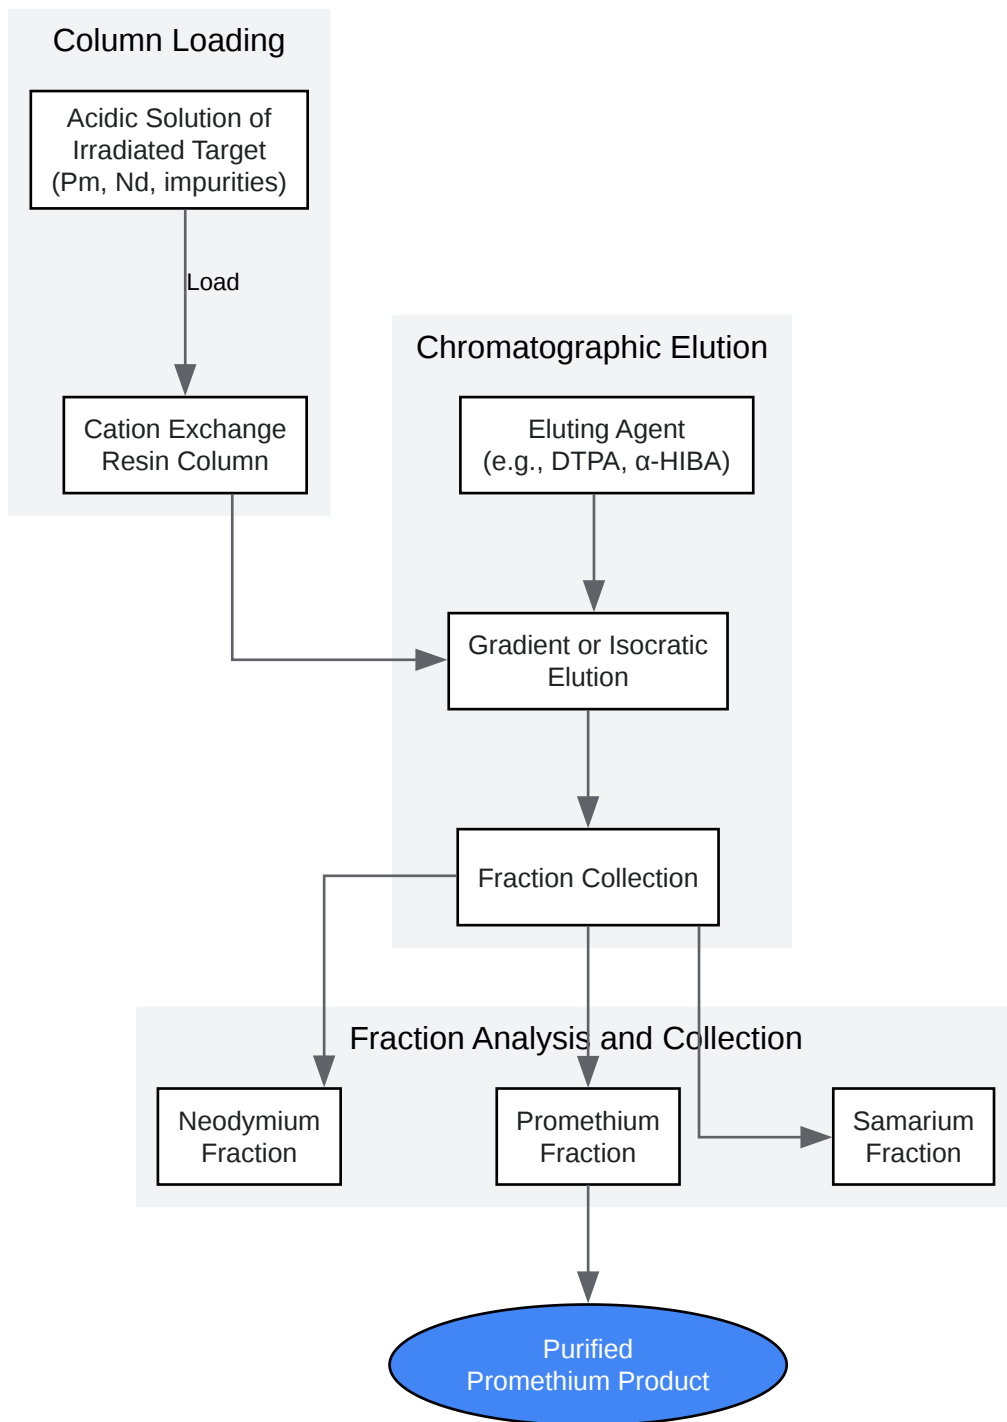 Column Loading
Acidic Solution of
Irradiated Target
(Pm, Nd, impurities)
Load
Cation Exchange
Resin Column
Chromatographic Elution
Eluting Agent
(e.g., DTPA, α-HIBA)
Gradient or Isocratic
Elution
Fraction Collection
Fraction Analysis and Collection
Neodymium
Fraction
Promethium
Fraction
Samarium
Fraction
Purified
Promethium Product